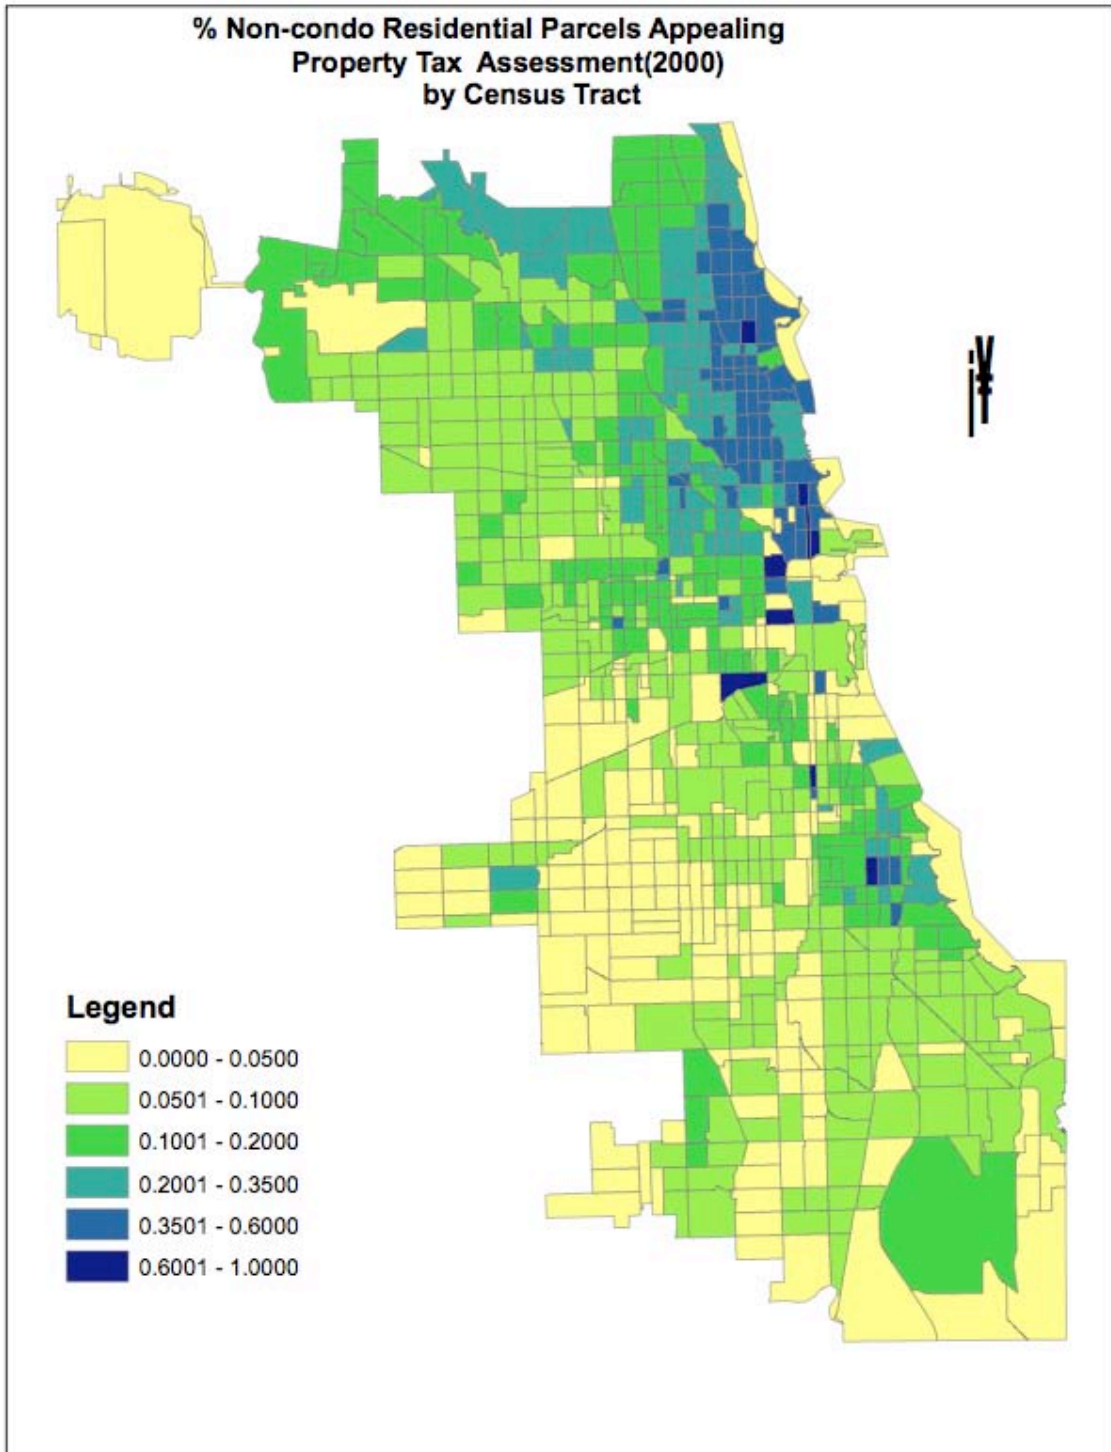 % Non-condo Residential Parcels Appealing
Property Tax Assessment(2000)
by Census Tract
Legend
0.0000 - 0.0500
0.0501 - 0.1000
0.1001 - 0.2000
0.2001 - 0.3500
0.3501 - 0.6000
0.6001 - 1.0000